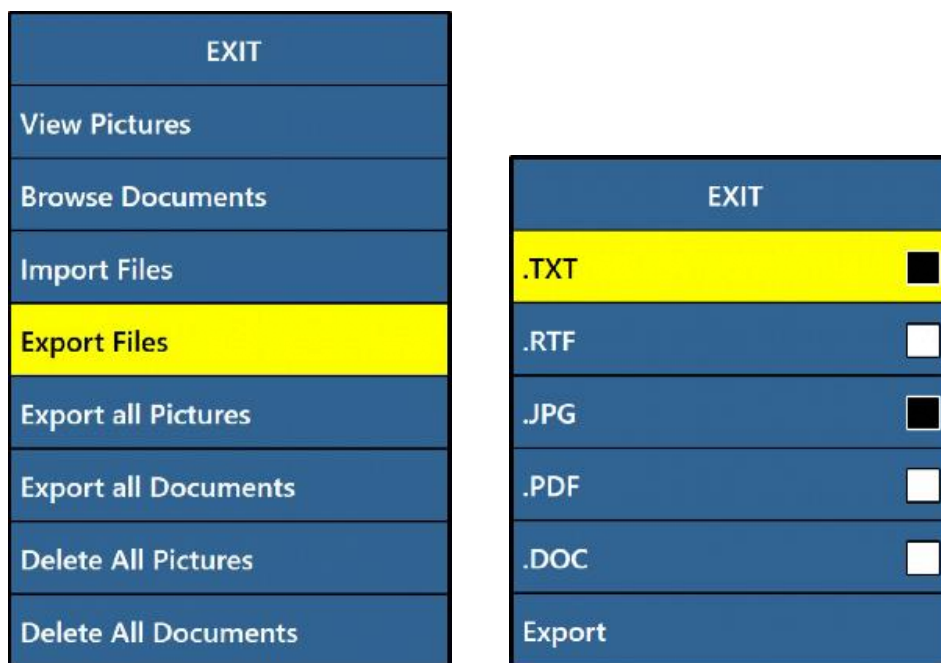 EXIT
View Pictures
Browse Documents
Import Files
Export Files
Export all Pictures
Export all Documents
Delete All Pictures
Delete All Documents
EXIT
.TXT
.RTF
.JPG
.PDF
.DOC
Export